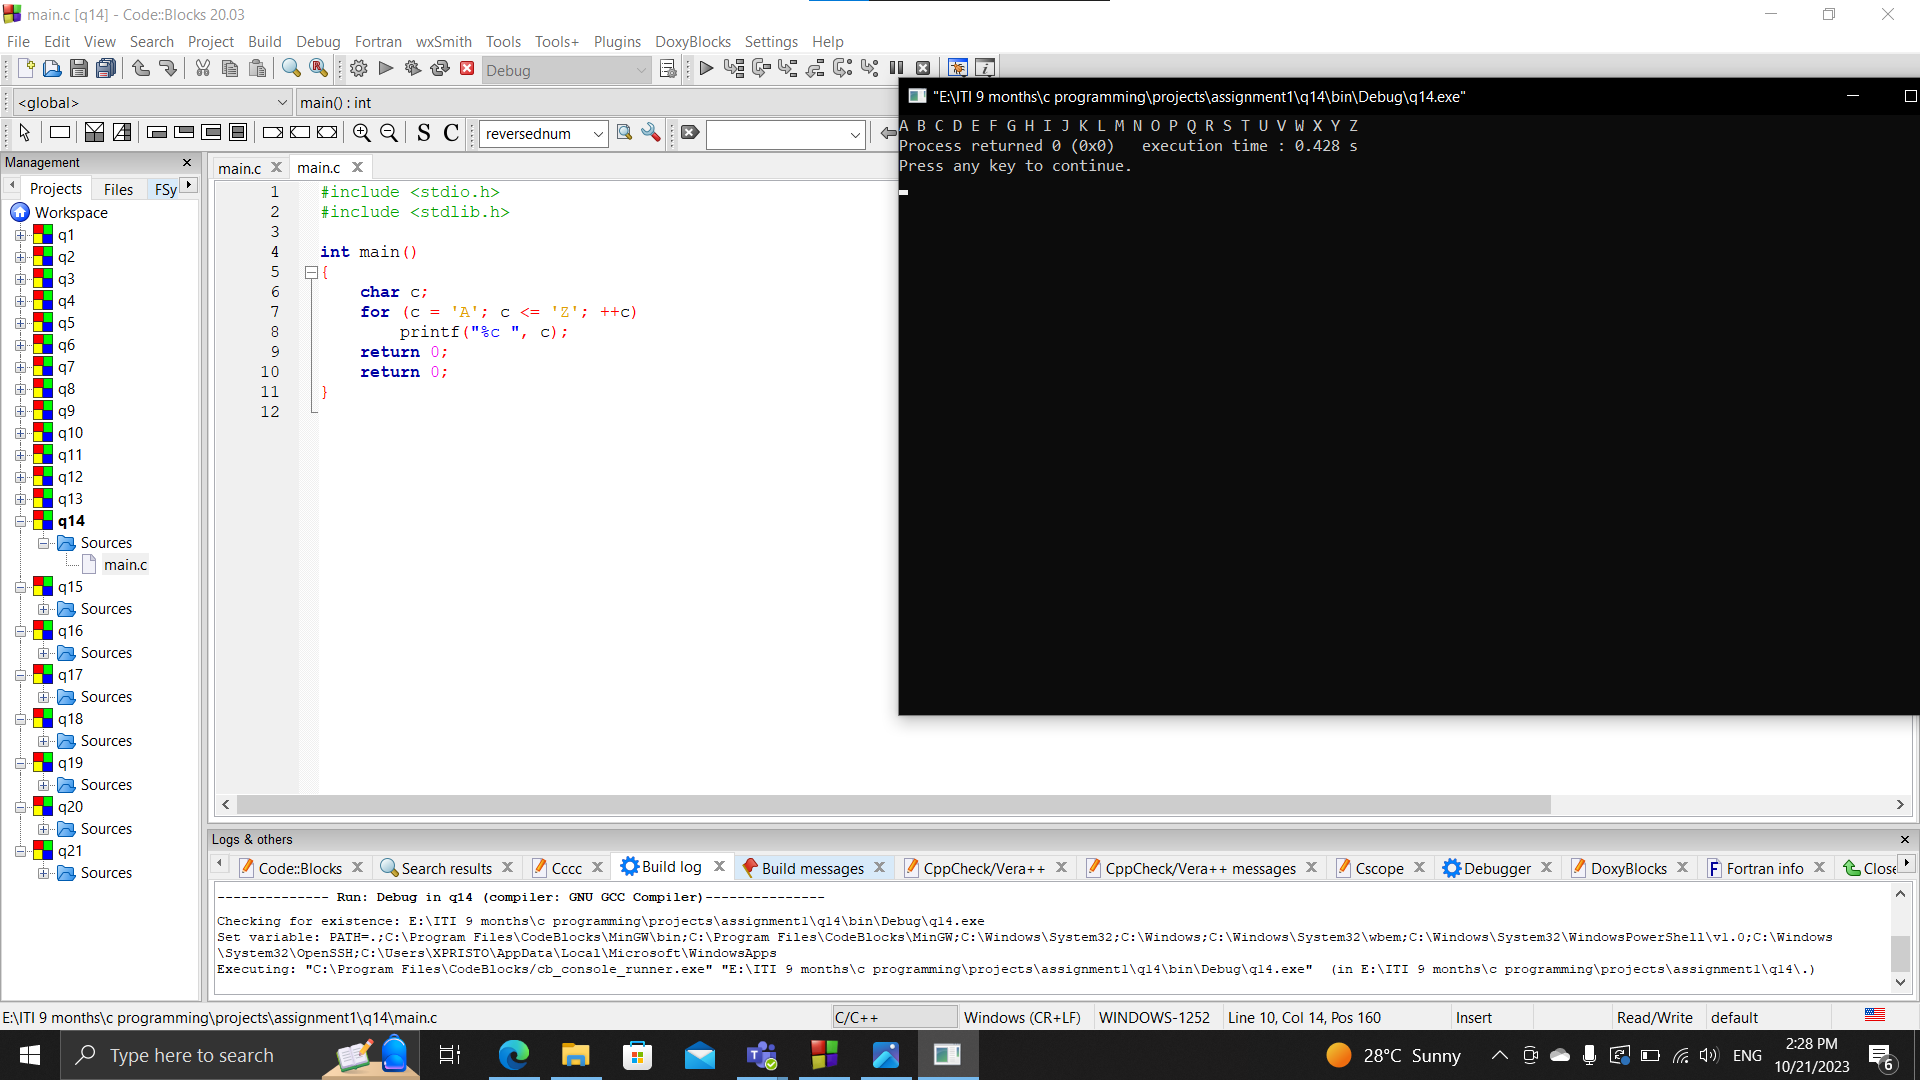 main.c [q14] - Code::Blocks 20.03
File Edit View Search Project Build Debug Fortran wxSmith Tools Tools+ Plugins DoxyBlocks Settings Help
Debug
<global>
main() : int
S C
reversednum
Management
Projects Files FSy
Workspace
q1
q2
q3
q4
q5
q6
q7
q8
q9
q10
q11
q12
q13
q14
Sources
main.c
q15
Sources
q16
Sources
q17
Sources
q18
Sources
q19
Sources
q20
Sources
q21
Sources
main.c main.c
1 #include <stdio.h>
2 #include <stdlib.h>
3
4 int main()
5 {
6 char c;
7 for (c = 'A'; c <= 'Z'; ++c)
8 printf("%c ", c);
9 return 0;
10 return 0;
11 }
12
"E:\ITI 9 months\c programming\projects\assignment1\q14\bin\Debug\q14.exe"
A B C D E F G H I J K L M N O P Q R S T U V W X Y Z
Process returned 0 (0x0)   execution time : 0.428 s
Press any key to continue.
Logs & others
Code::Blocks Search results Cccc Build log Build messages CppCheck/Vera++ CppCheck/Vera++ messages Cscope Debugger DoxyBlocks Fortran info Close
-------------- Run: Debug in q14 (compiler: GNU GCC Compiler)---------------
Checking for existence: E:\ITI 9 months\c programming\projects\assignment1\q14\bin\Debug\q14.exe
Set variable: PATH=.;C:\Program Files\CodeBlocks\MinGW\bin;C:\Program Files\CodeBlocks\MinGW;C:\Windows\System32;C:\Windows;C:\Windows\System32\wbem;C:\Windows\System32\WindowsPowerShell\v1.0;C:\Windows
\System32\OpenSSH;C:\Users\XPRISTO\AppData\Local\Microsoft\WindowsApps
Executing: "C:\Program Files\CodeBlocks/cb_console_runner.exe" "E:\ITI 9 months\c programming\projects\assignment1\q14\bin\Debug\q14.exe"  (in E:\ITI 9 months\c programming\projects\assignment1\q14\.)
E:\ITI 9 months\c programming\projects\assignment1\q14\main.c
C/C++ Windows (CR+LF) WINDOWS-1252 Line 10, Col 14, Pos 160 Insert Read/Write default
Type here to search
28°C Sunny
ENG
2:28 PM
10/21/2023
6